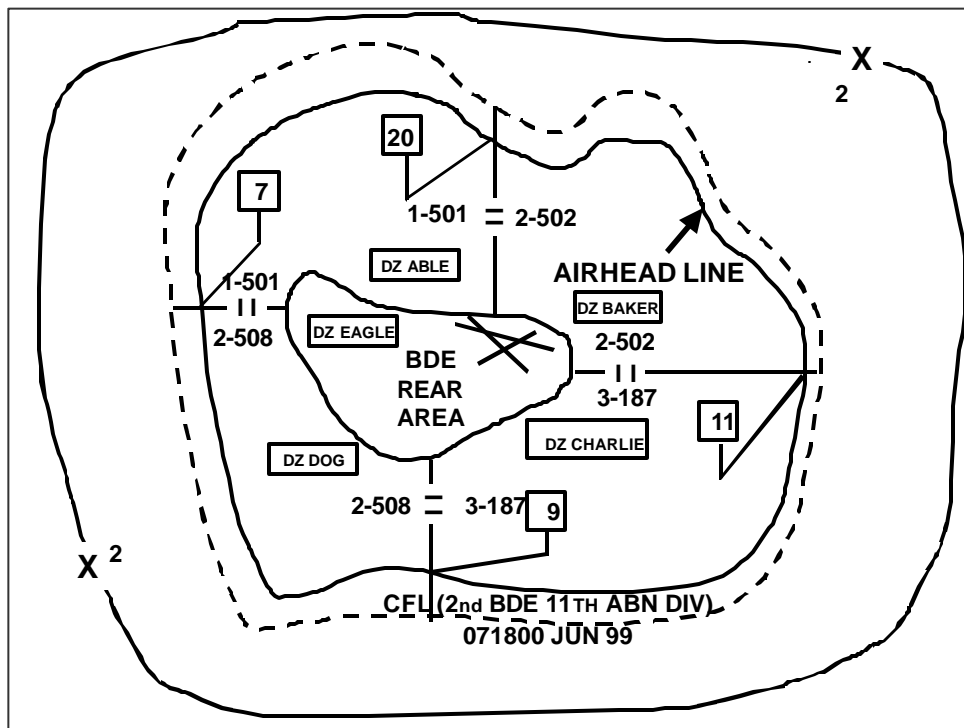 X
2
20
7
1-501
2-502
DZ ABLE
AIRHEAD LINE
1-501
2-508
DZ EAGLE
DZ BAKER
2-502
BDE
REAR
AREA
3-187
11
DZ CHARLIE
DZ DOG
2-508
3-187
9
X 2
CFL (2nd BDE 11TH ABN DIV)
071800 JUN 99